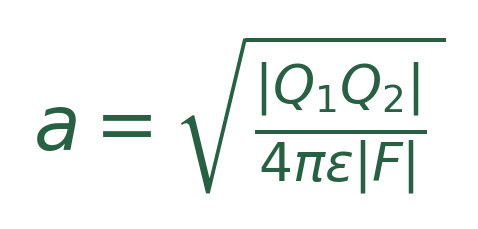 a = √(|Q₁Q₂| / 4πε|F|)